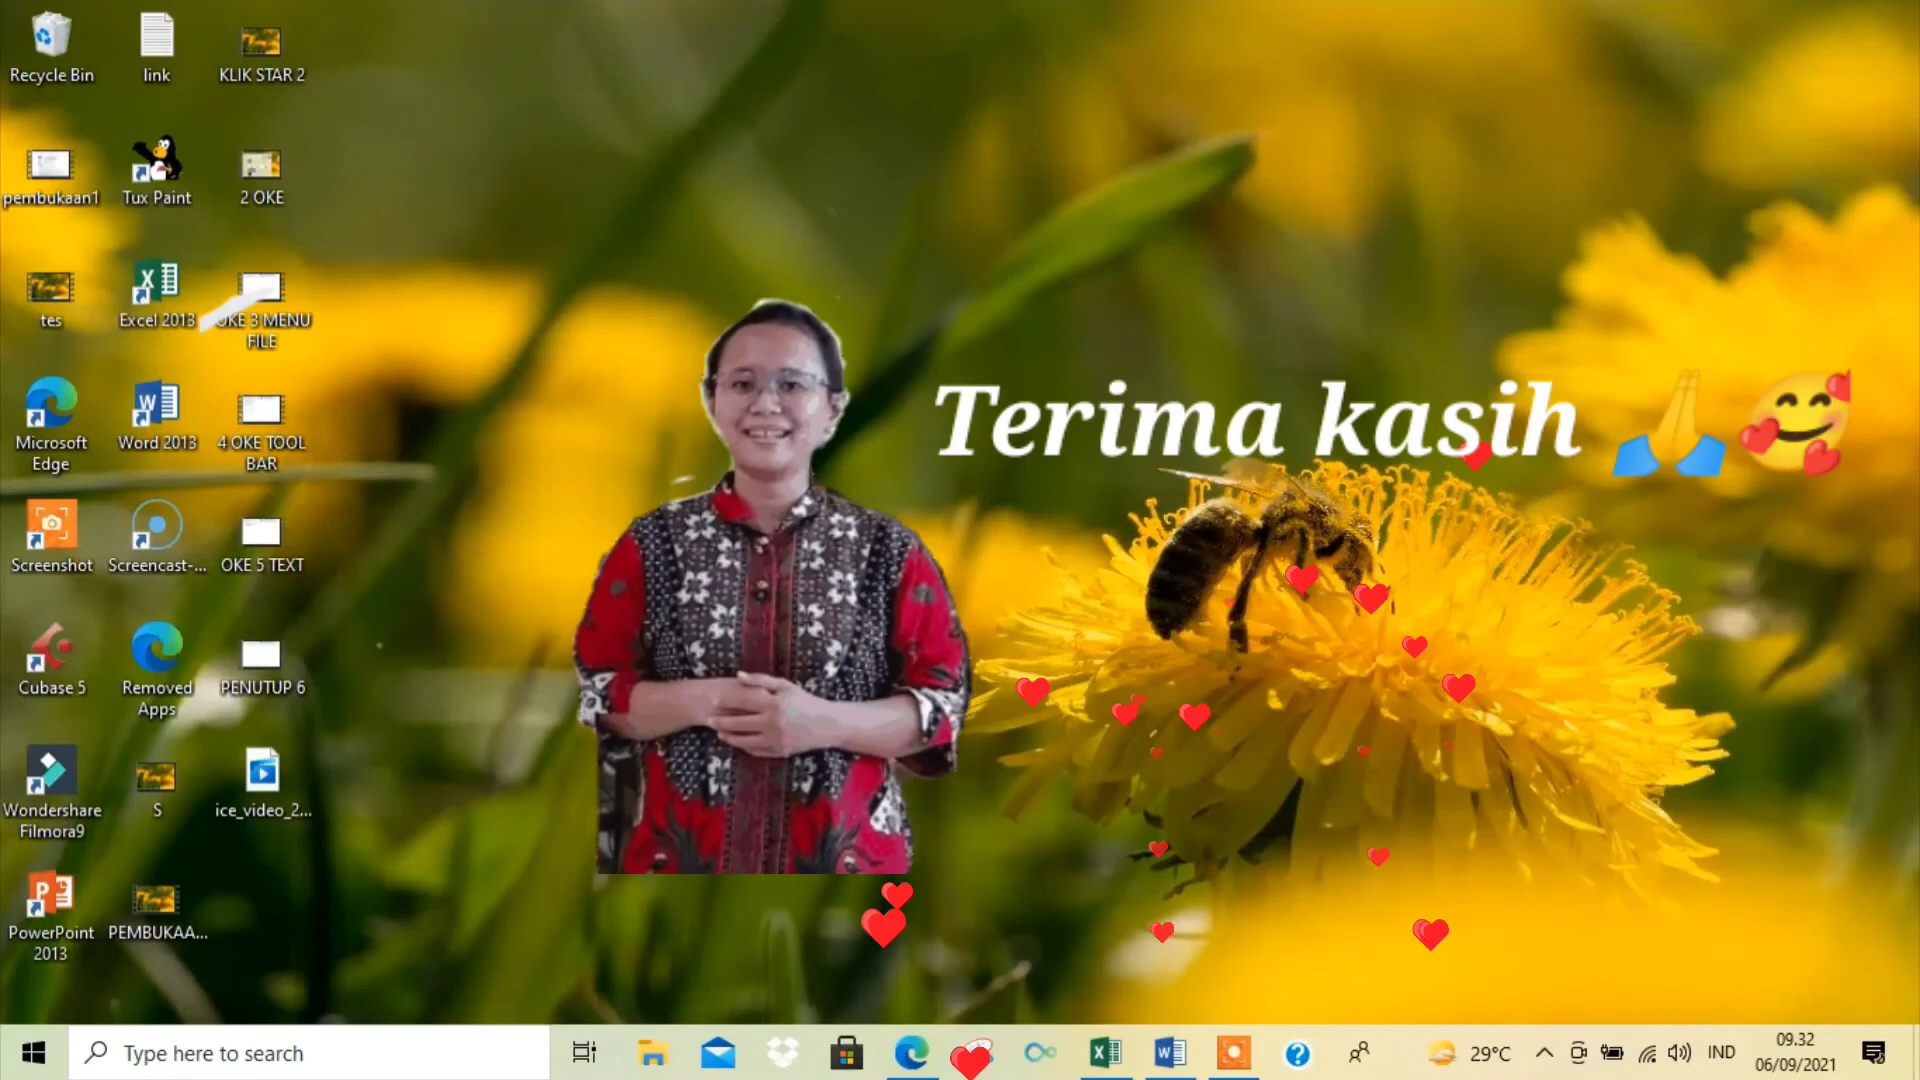 Recycle Bin
link
KLIK STAR 2
pembukaan1
Tux Paint
2 OKE
tes
Excel 2013
OKE 3 MENU
FILE
Microsoft
Edge
Word 2013
4 OKE TOOL
BAR
Terima kasih 🙏🥰
Screenshot
Screencast-...
OKE 5 TEXT
Cubase 5
Removed
Apps
PENUTUP 6
Wondershare
Filmora9
S
ice_video_2...
PowerPoint
2013
PEMBUKAA...
Type here to search
29°C
IND
09.32
06/09/2021